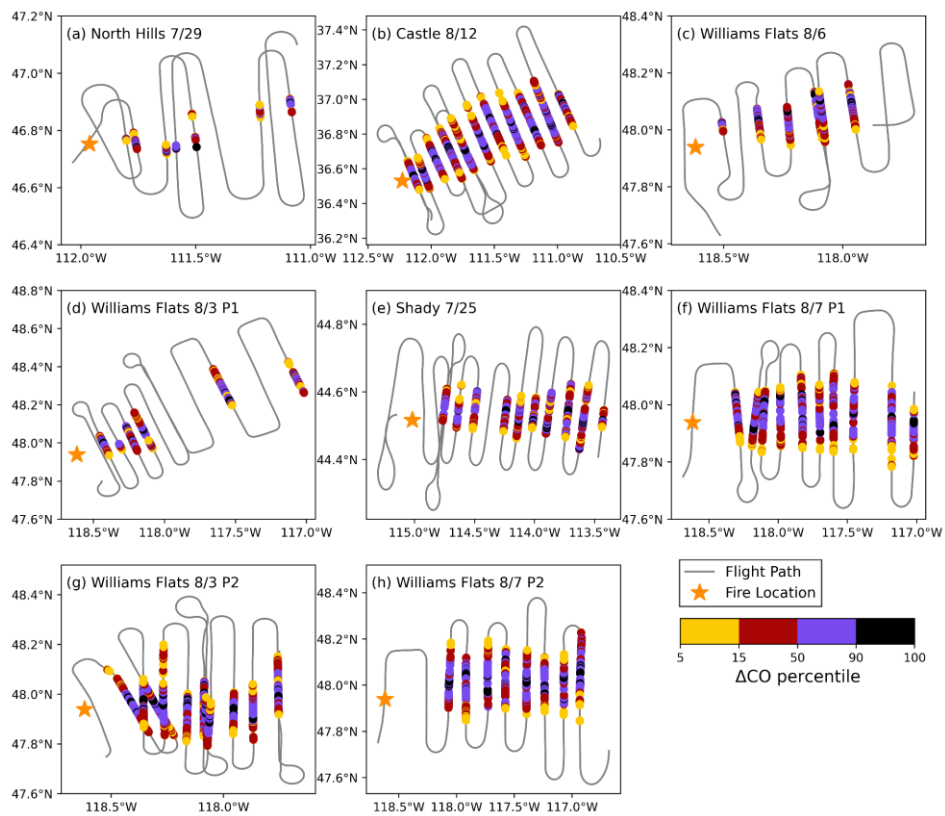 (a) North Hills 7/29
47.2°N
47.0°N
46.8°N
46.6°N
46.4°N
112.0°W 111.5°W 111.0°W
(b) Castle 8/12
37.4°N
37.2°N
37.0°N
36.8°N
36.6°N
36.4°N
36.2°N
112.5°W 112.0°W 111.5°W 111.0°W 110.5°W
(c) Williams Flats 8/6
48.4°N
48.2°N
48.0°N
47.8°N
47.6°N
118.5°W 118.0°W
(d) Williams Flats 8/3 P1
48.8°N
48.6°N
48.4°N
48.2°N
48.0°N
47.8°N
47.6°N
118.5°W 118.0°W 117.5°W 117.0°W
(e) Shady 7/25
44.8°N
44.6°N
44.4°N
115.0°W 114.5°W 114.0°W 113.5°W
(f) Williams Flats 8/7 P1
48.4°N
48.2°N
48.0°N
47.8°N
47.6°N
118.5°W 118.0°W 117.5°W 117.0°W
(g) Williams Flats 8/3 P2
48.4°N
48.2°N
48.0°N
47.8°N
47.6°N
118.5°W 118.0°W
(h) Williams Flats 8/7 P2
48.4°N
48.2°N
48.0°N
47.8°N
47.6°N
118.5°W 118.0°W 117.5°W 117.0°W
Flight Path
Fire Location
5 15 50 90 100
ΔCO percentile